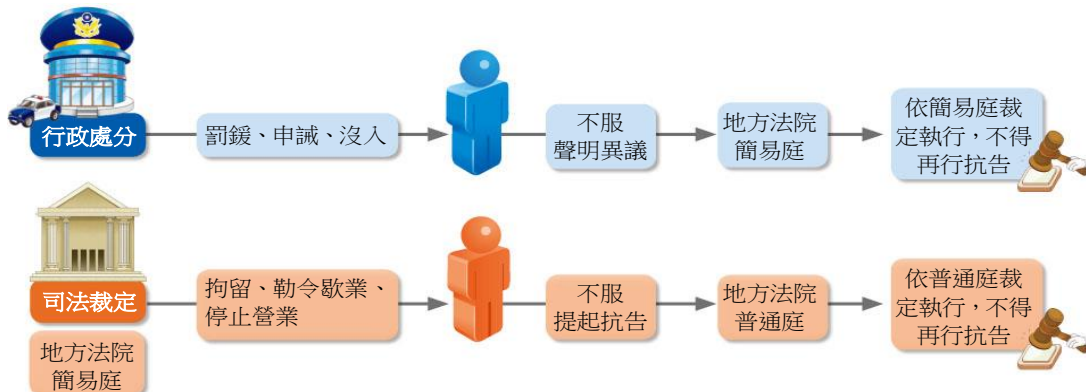 行政處分
罰鍰、申誡、沒入
不服
聲明異議
地方法院
簡易庭
依簡易庭裁
定執行，不得
再行抗告
司法裁定
地方法院
簡易庭
拘留、勒令歇業、
停止營業
不服
提起抗告
地方法院
普通庭
依普通庭裁
定執行，不得
再行抗告